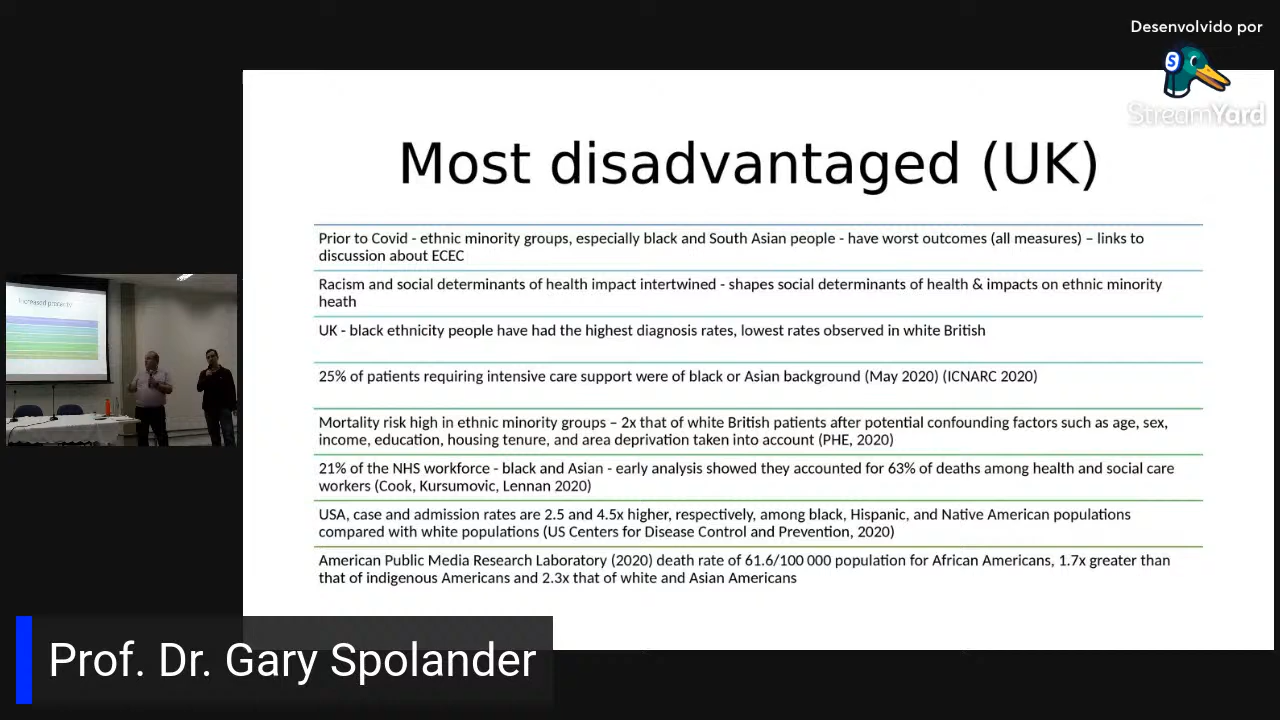 Desenvolvido por
StreamYard
Most disadvantaged (UK)
Prior to Covid - ethnic minority groups, especially black and South Asian people - have worst outcomes (all measures) – links to
discussion about ECEC
Racism and social determinants of health impact intertwined - shapes social determinants of health & impacts on ethnic minority
heath
UK - black ethnicity people have had the highest diagnosis rates, lowest rates observed in white British
25% of patients requiring intensive care support were of black or Asian background (May 2020) (ICNARC 2020)
Mortality risk high in ethnic minority groups – 2x that of white British patients after potential confounding factors such as age, sex,
income, education, housing tenure, and area deprivation taken into account (PHE, 2020)
21% of the NHS workforce - black and Asian - early analysis showed they accounted for 63% of deaths among health and social care
workers (Cook, Kursumovic, Lennan 2020)
USA, case and admission rates are 2.5 and 4.5x higher, respectively, among black, Hispanic, and Native American populations
compared with white populations (US Centers for Disease Control and Prevention, 2020)
American Public Media Research Laboratory (2020) death rate of 61.6/100 000 population for African Americans, 1.7x greater than
that of indigenous Americans and 2.3x that of white and Asian Americans
Prof. Dr. Gary Spolander